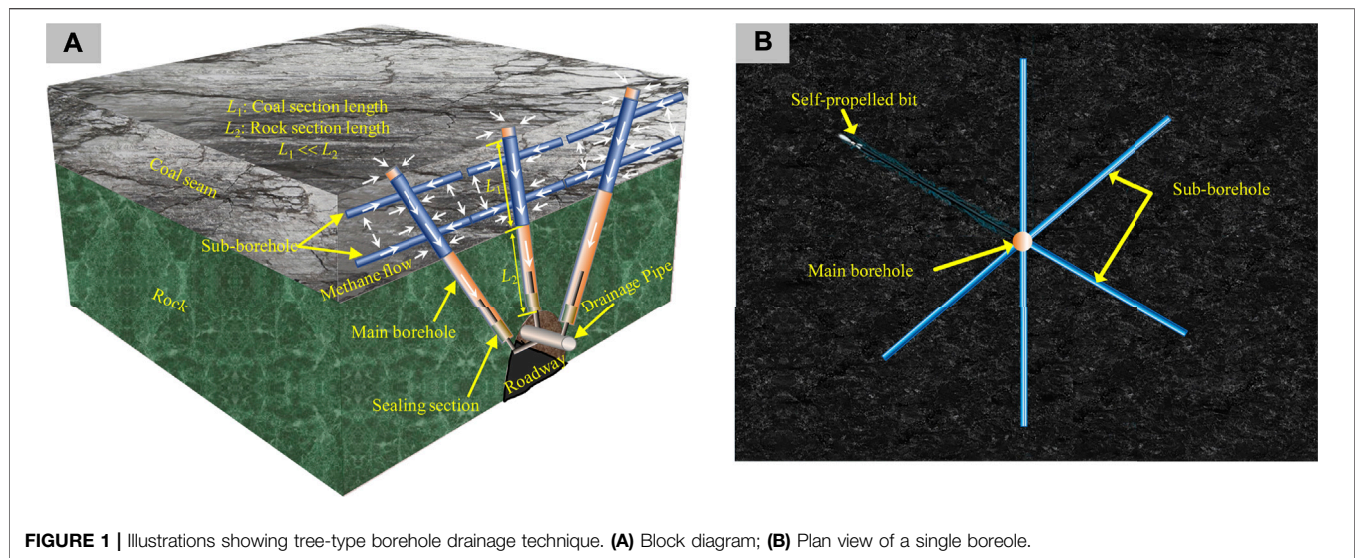 A
L₁: Coal section length
L₂: Rock section length
L₁ << L₂
Coal seam
L₁
Sub-borehole
L₂
Methane flow
Drainage Pipe
Rock
Main borehole
Roadway
Sealing section
B
Self-propelled bit
Sub-borehole
Main borehole
FIGURE 1 | Illustrations showing tree-type borehole drainage technique. (A) Block diagram; (B) Plan view of a single boreole.